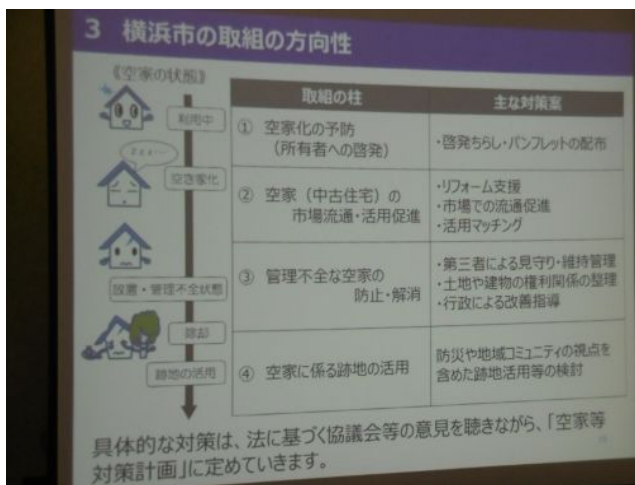 3 横浜市の取組の方向性
《空家の状態》
利用中
空き家化
放置・管理不全状態
除却
跡地の活用
取組の柱
主な対策案
① 空家化の予防
（所有者への啓発）
・啓発ちらし・パンフレットの配布
② 空家（中古住宅）の
市場流通・活用促進
・リフォーム支援
・市場での流通促進
・活用マッチング
③ 管理不全な空家の
防止・解消
・第三者による見守り・維持管理
・土地や建物の権利関係の整理
・行政による改善指導
④ 空家に係る跡地の活用
防災や地域コミュニティの視点を
含めた跡地活用等の検討
具体的な対策は、法に基づく協議会等の意見を聴きながら、「空家等
対策計画」に定めていきます。